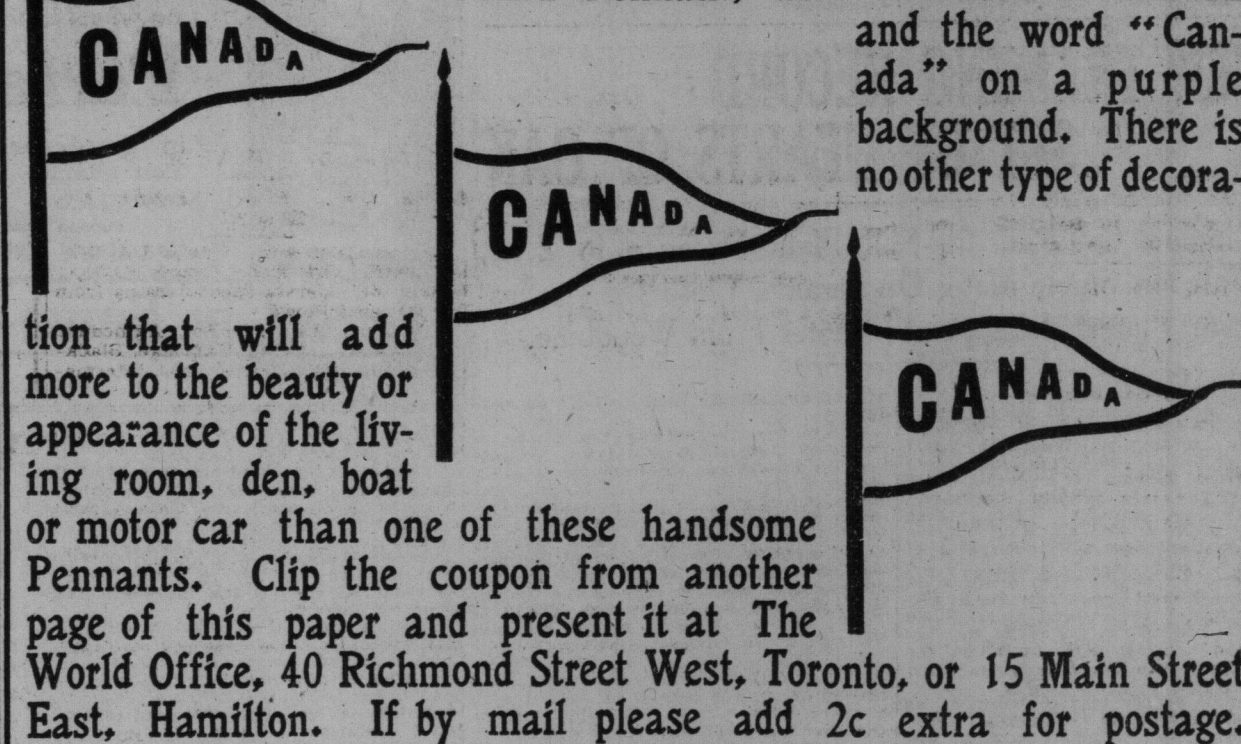 CANADA
and the word "Can-
ada" on a purple
background. There is
no other type of decora-
CANADA
CANADA
tion that will add
more to the beauty or
appearance of the liv-
ing room, den, boat
or motor car than one of these handsome
Pennants. Clip the coupon from another
page of this paper and present it at The
World Office, 40 Richmond Street West, Toronto, or 15 Main Street
East, Hamilton. If by mail please add 2c extra for postage.